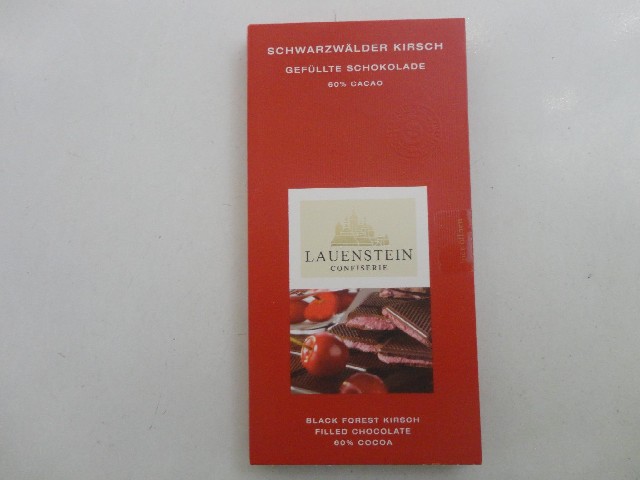 SCHWARZWÄLDER KIRSCH
GEFÜLLTE SCHOKOLADE
60% CACAO
LAUENSTEIN
CONFISERIE
BLACK FOREST KIRSCH
FILLED CHOCOLATE
60% COCOA